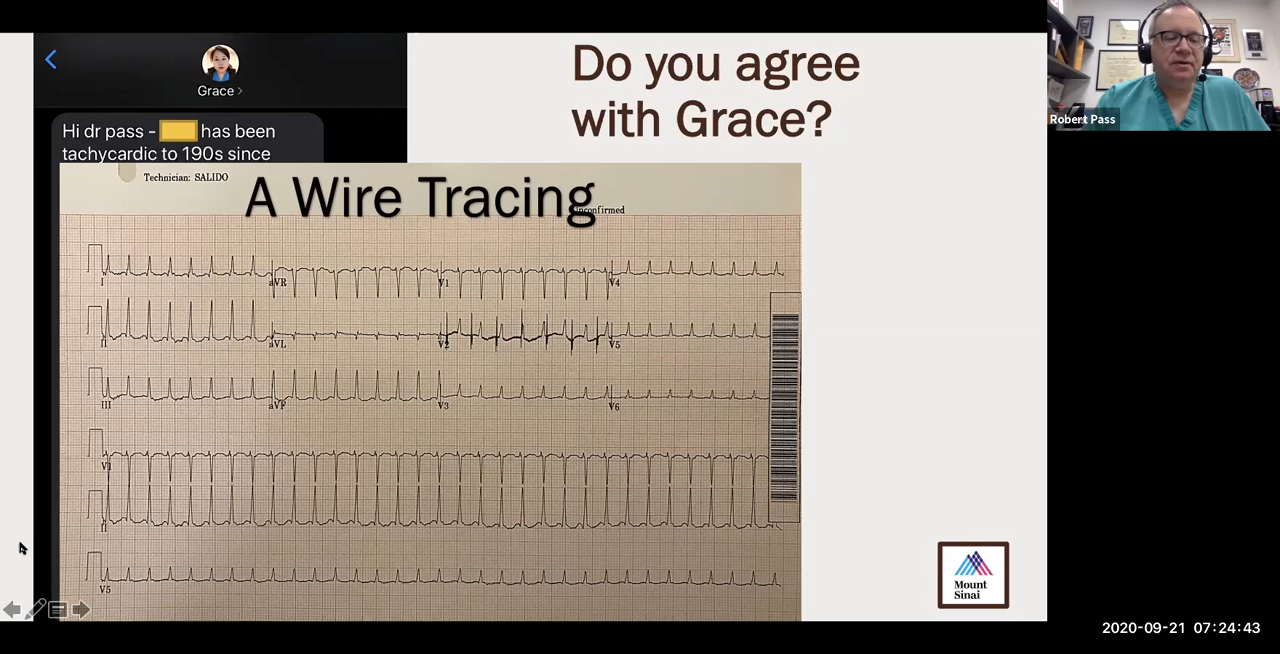 Do you agree
with Grace?
Grace
Hi dr pass -
has been
tachycardic to 190s since
Technician: SALIDO
A Wire Tracing
Unconfirmed
I
aVR
V1
V4
II
aVL
V2
V5
III
aVF
V3
V6
V1
II
V5
Mount
Sinai
Robert Pass
2020-09-21 07:24:43